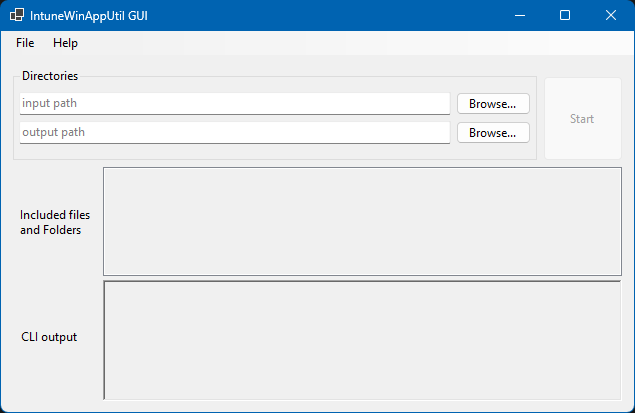 IntuneWinAppUtil GUI
File Help
Directories
input path Browse...
output path Browse...
Start
Included files
and Folders
CLI output